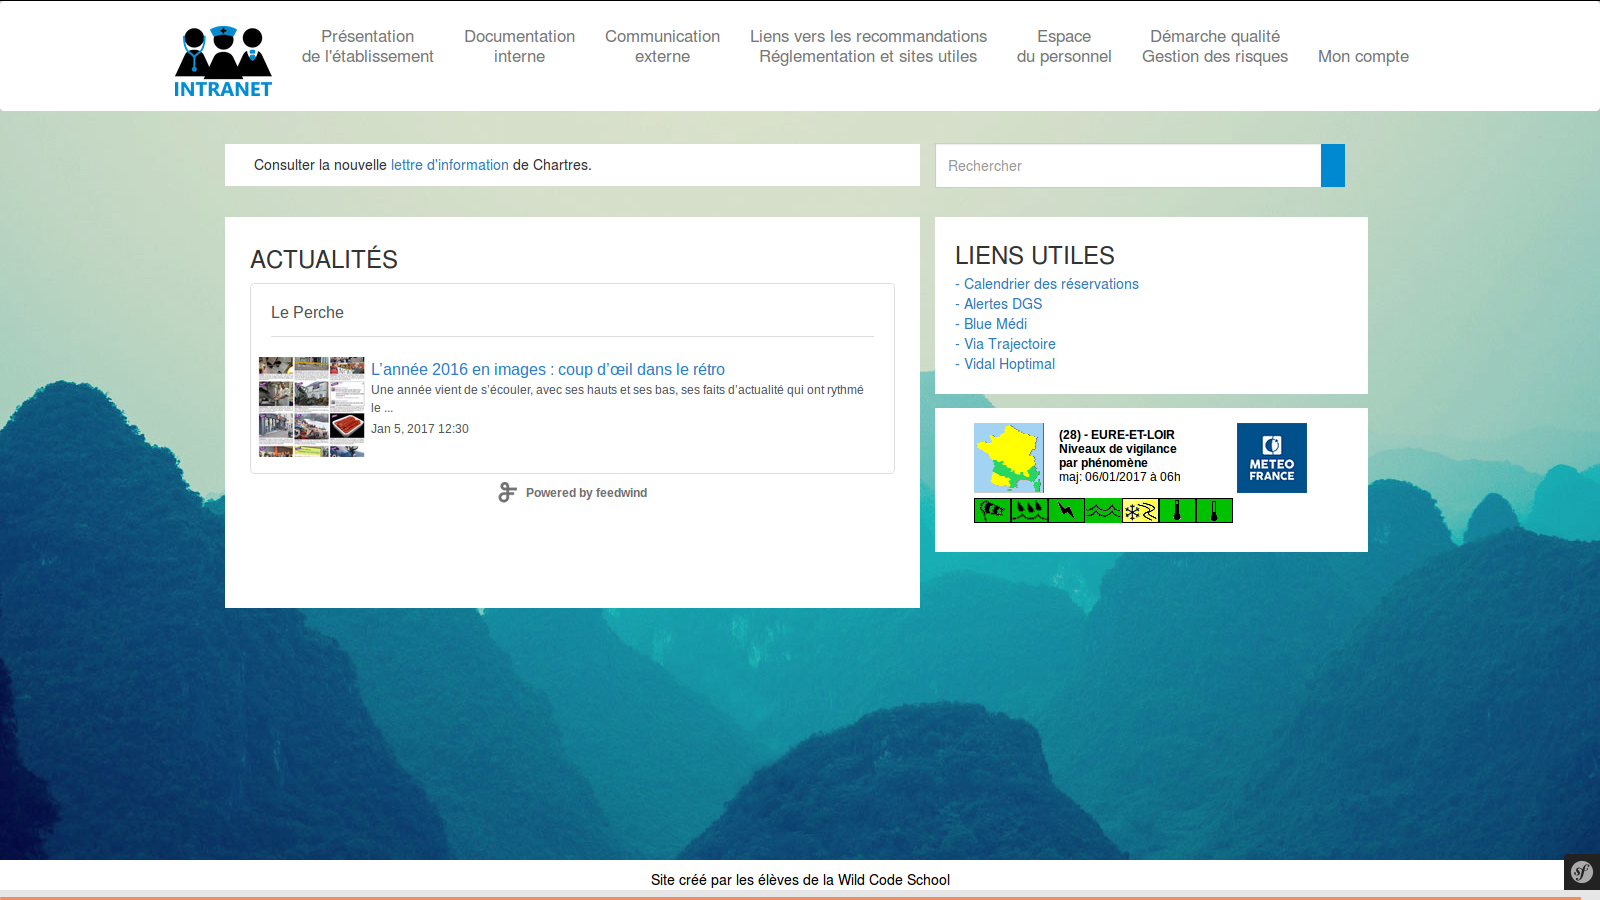 INTRANET
Présentation
de l'établissement
Documentation
interne
Communication
externe
Liens vers les recommandations
Réglementation et sites utiles
Espace
du personnel
Démarche qualité
Gestion des risques
Mon compte
Consulter la nouvelle lettre d'information de Chartres.
Rechercher
ACTUALITÉS
Le Perche
L'année 2016 en images : coup d'œil dans le rétro
Une année vient de s'écouler, avec ses hauts et ses bas, ses faits d'actualité qui ont rythmé
le ...
Jan 5, 2017 12:30
Powered by feedwind
LIENS UTILES
- Calendrier des réservations
- Alertes DGS
- Blue Médi
- Via Trajectoire
- Vidal Hoptimal
(28) - EURE-ET-LOIR
Niveaux de vigilance
par phénomène
maj: 06/01/2017 à 06h
METEO
FRANCE
Site créé par les élèves de la Wild Code School
sf